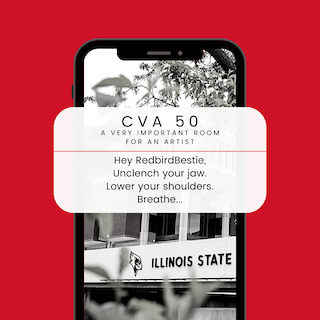 CVA 50
A VERY IMPORTANT ROOM
FOR AN ARTIST
Hey RedbirdBestie,
Unclench your jaw.
Lower your shoulders.
Breathe...
ILLINOIS STATE